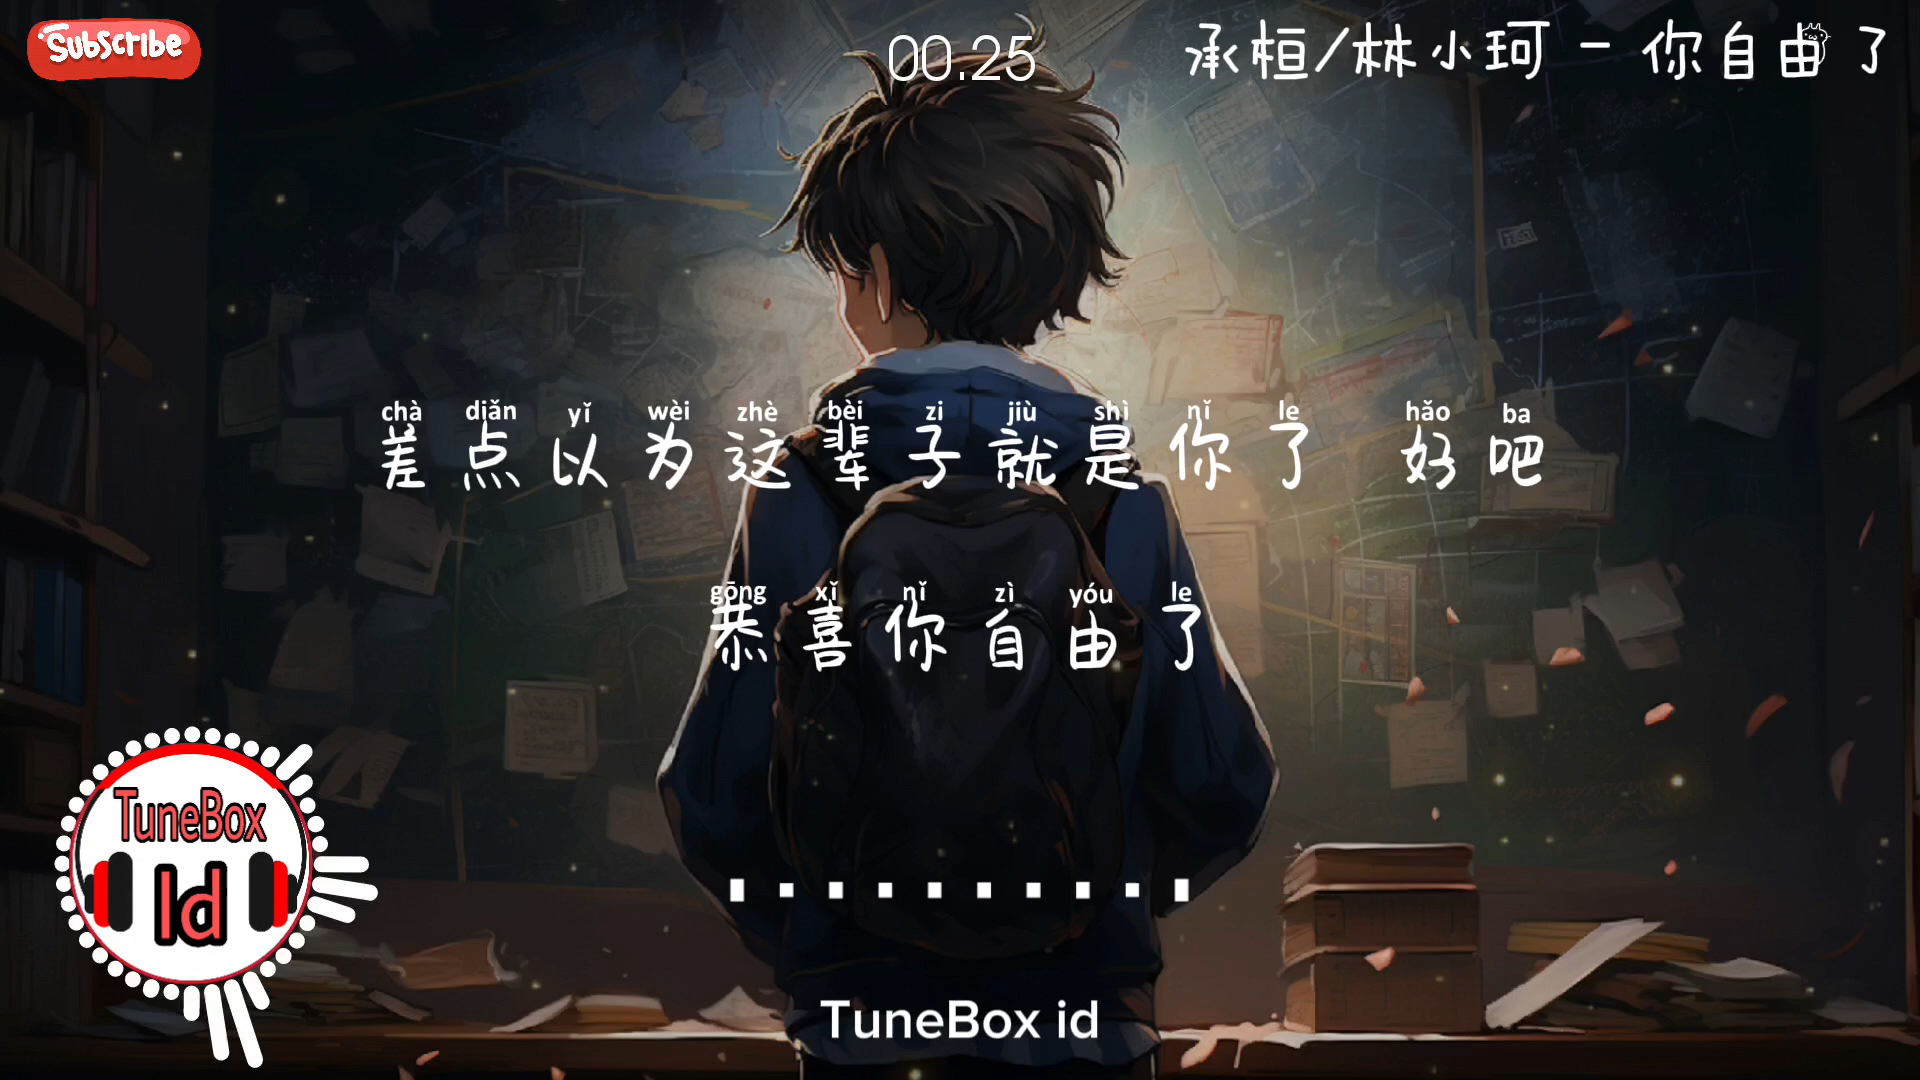 Subscribe
00.25
承桓/林小珂 - 你自由了
chà diǎn yǐ wèi zhè bèi zi jiù shì nǐ le hǎo ba
差点以为这辈子就是你了 好吧
gōng xǐ nǐ zì yóu le
恭喜你自由了
TuneBox
Id
TuneBox id